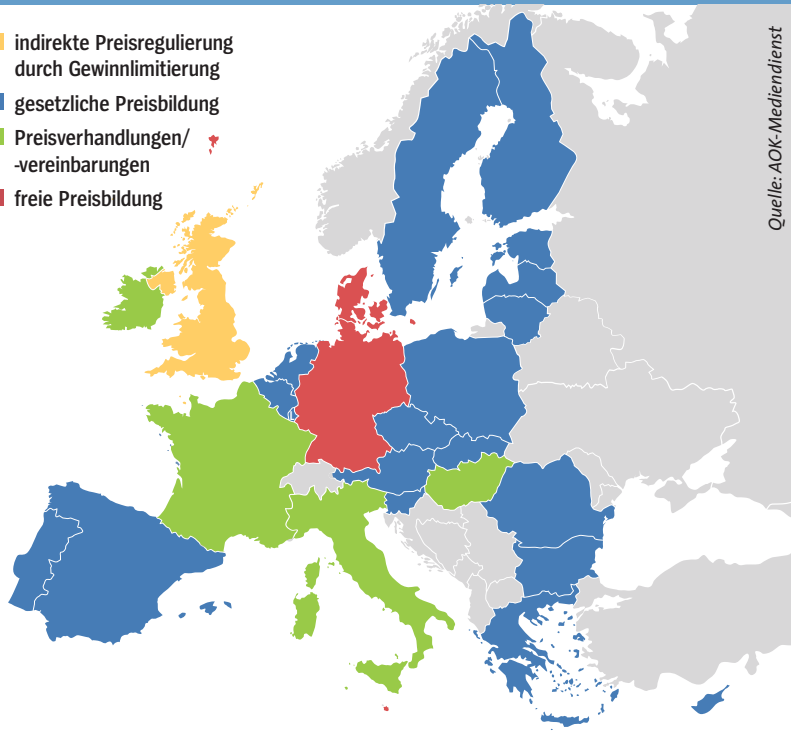 indirekte Preisregulierung
durch Gewinnlimitierung
gesetzliche Preisbildung
Preisverhandlungen/
-vereinbarungen
freie Preisbildung
Quelle: AOK-Mediendienst